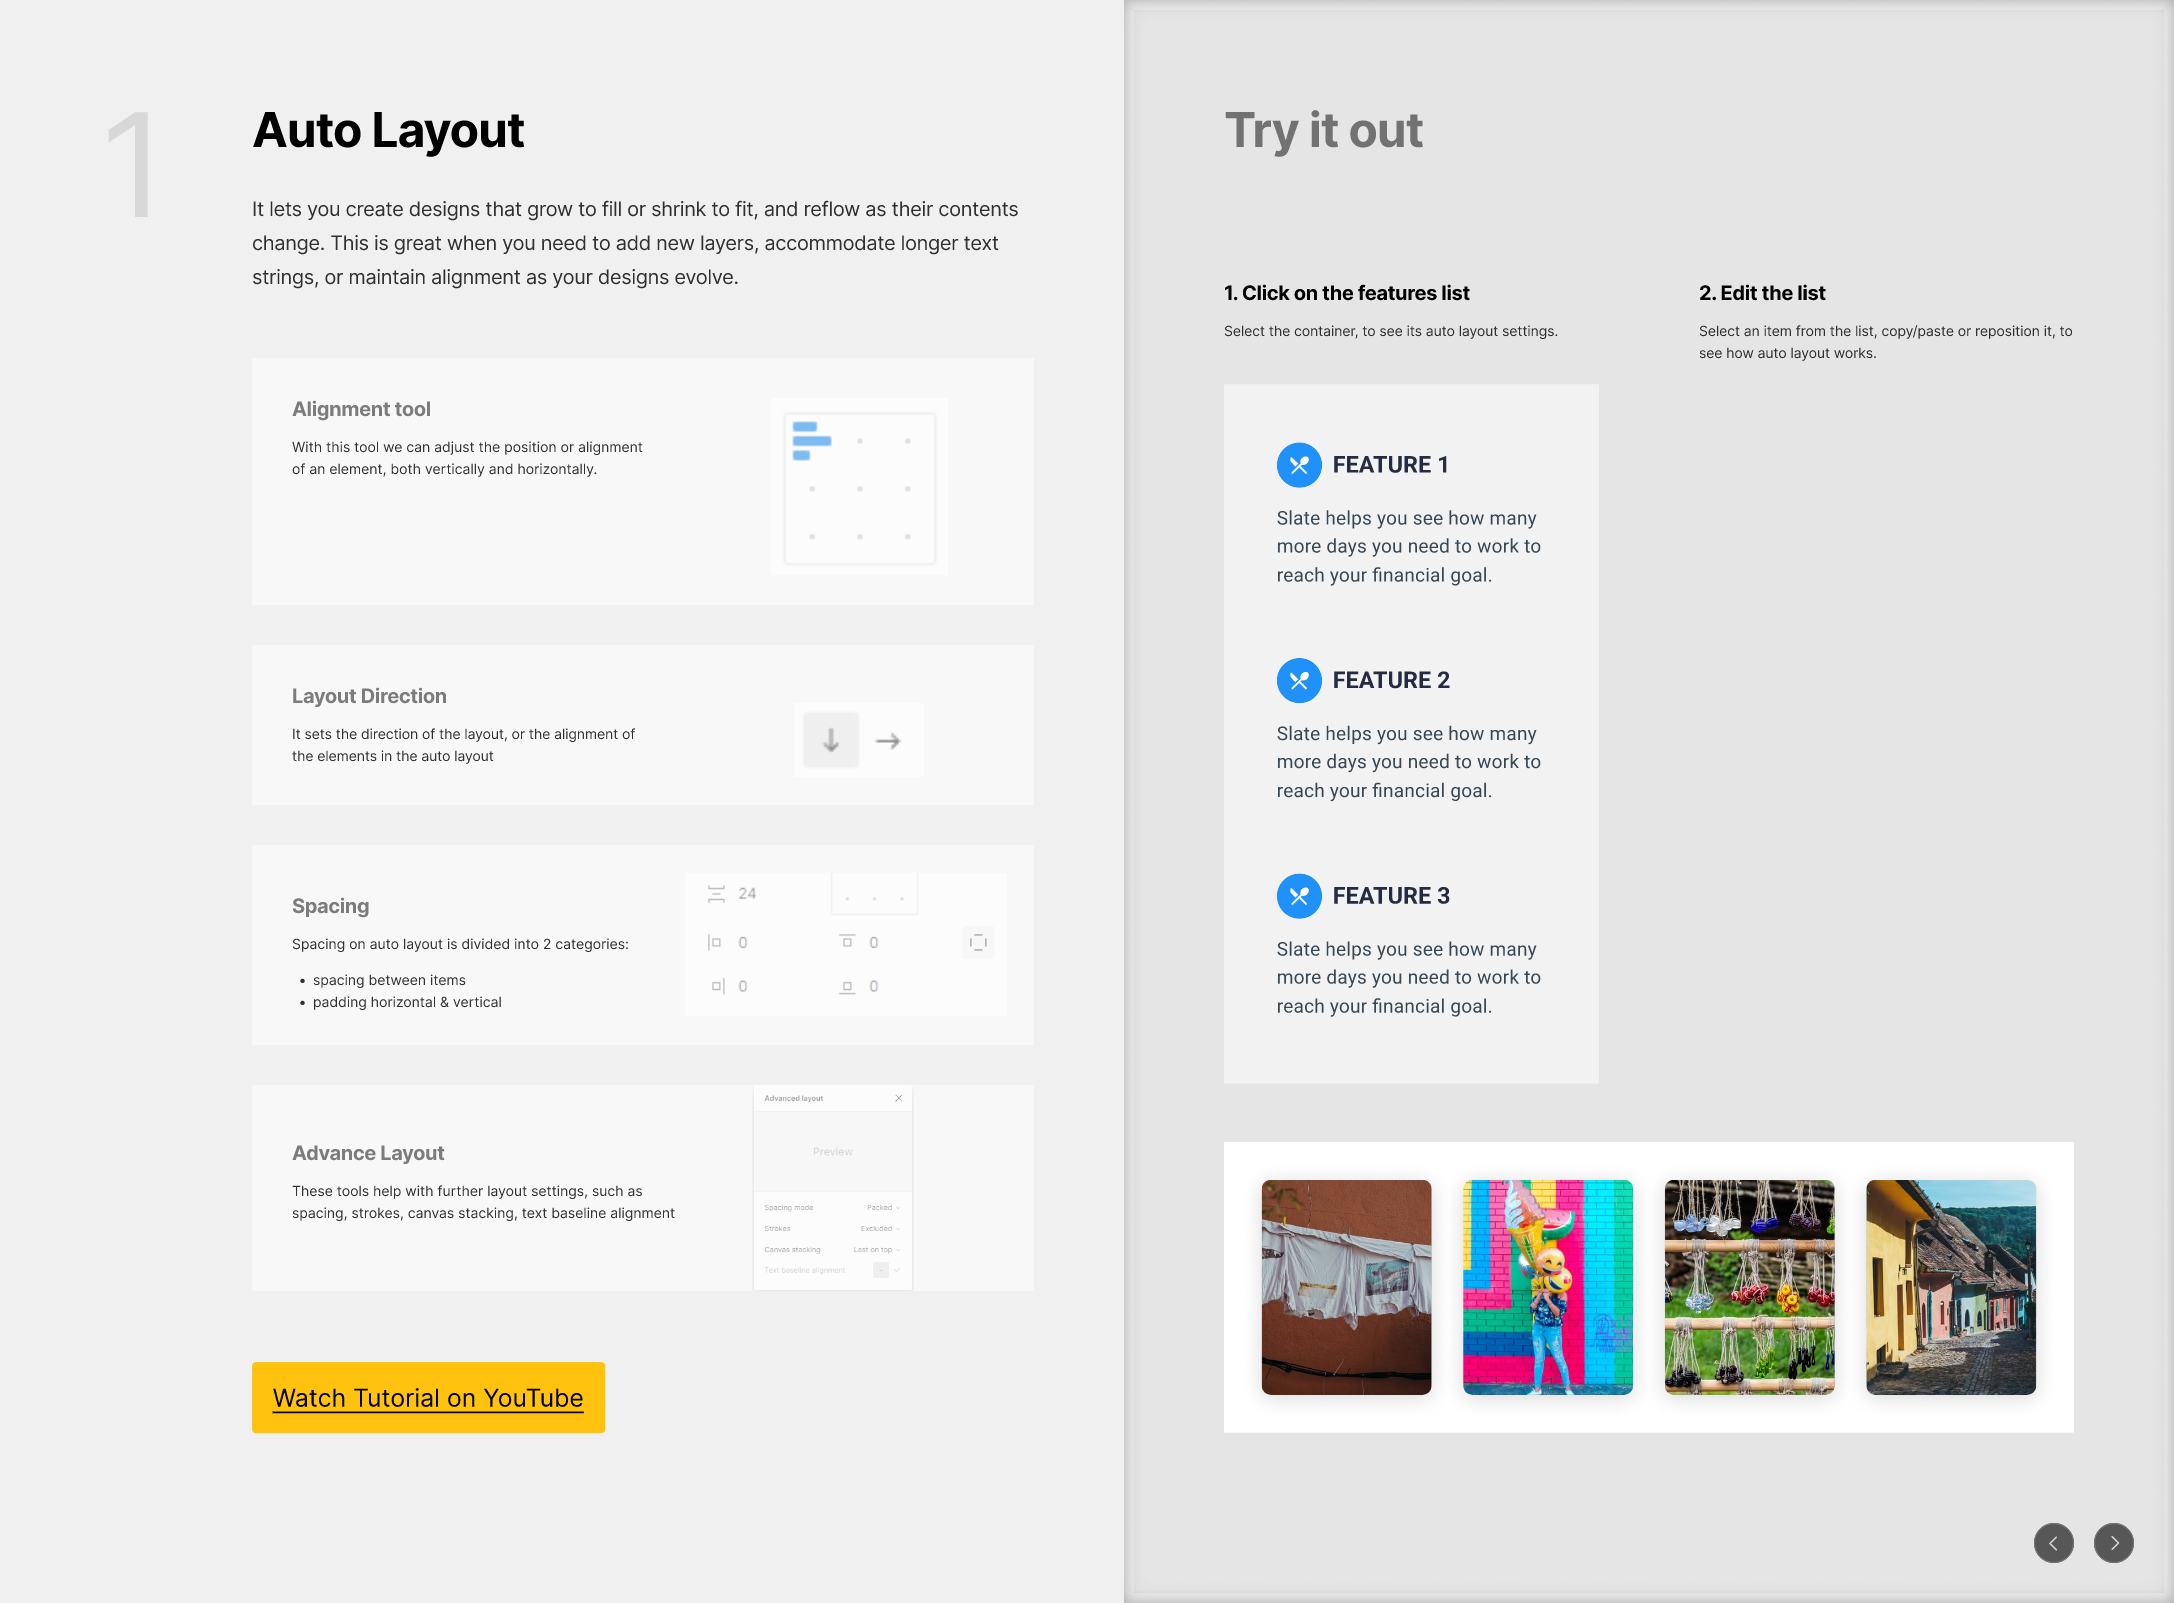 1
Auto Layout
It lets you create designs that grow to fill or shrink to fit, and reflow as their contents
change. This is great when you need to add new layers, accommodate longer text
strings, or maintain alignment as your designs evolve.
Alignment tool
With this tool we can adjust the position or alignment
of an element, both vertically and horizontally.
Layout Direction
It sets the direction of the layout, or the alignment of
the elements in the auto layout
Spacing
Spacing on auto layout is divided into 2 categories:
• spacing between items
• padding horizontal & vertical
24
0 0
0 0
Advance Layout
These tools help with further layout settings, such as
spacing, strokes, canvas stacking, text baseline alignment
Advanced layout
Preview
Spacing mode Packed
Strokes Excluded
Canvas stacking Last on top
Text baseline alignment
Watch Tutorial on YouTube
Try it out
1. Click on the features list
Select the container, to see its auto layout settings.
2. Edit the list
Select an item from the list, copy/paste or reposition it, to
see how auto layout works.
FEATURE 1
Slate helps you see how many
more days you need to work to
reach your financial goal.
FEATURE 2
Slate helps you see how many
more days you need to work to
reach your financial goal.
FEATURE 3
Slate helps you see how many
more days you need to work to
reach your financial goal.